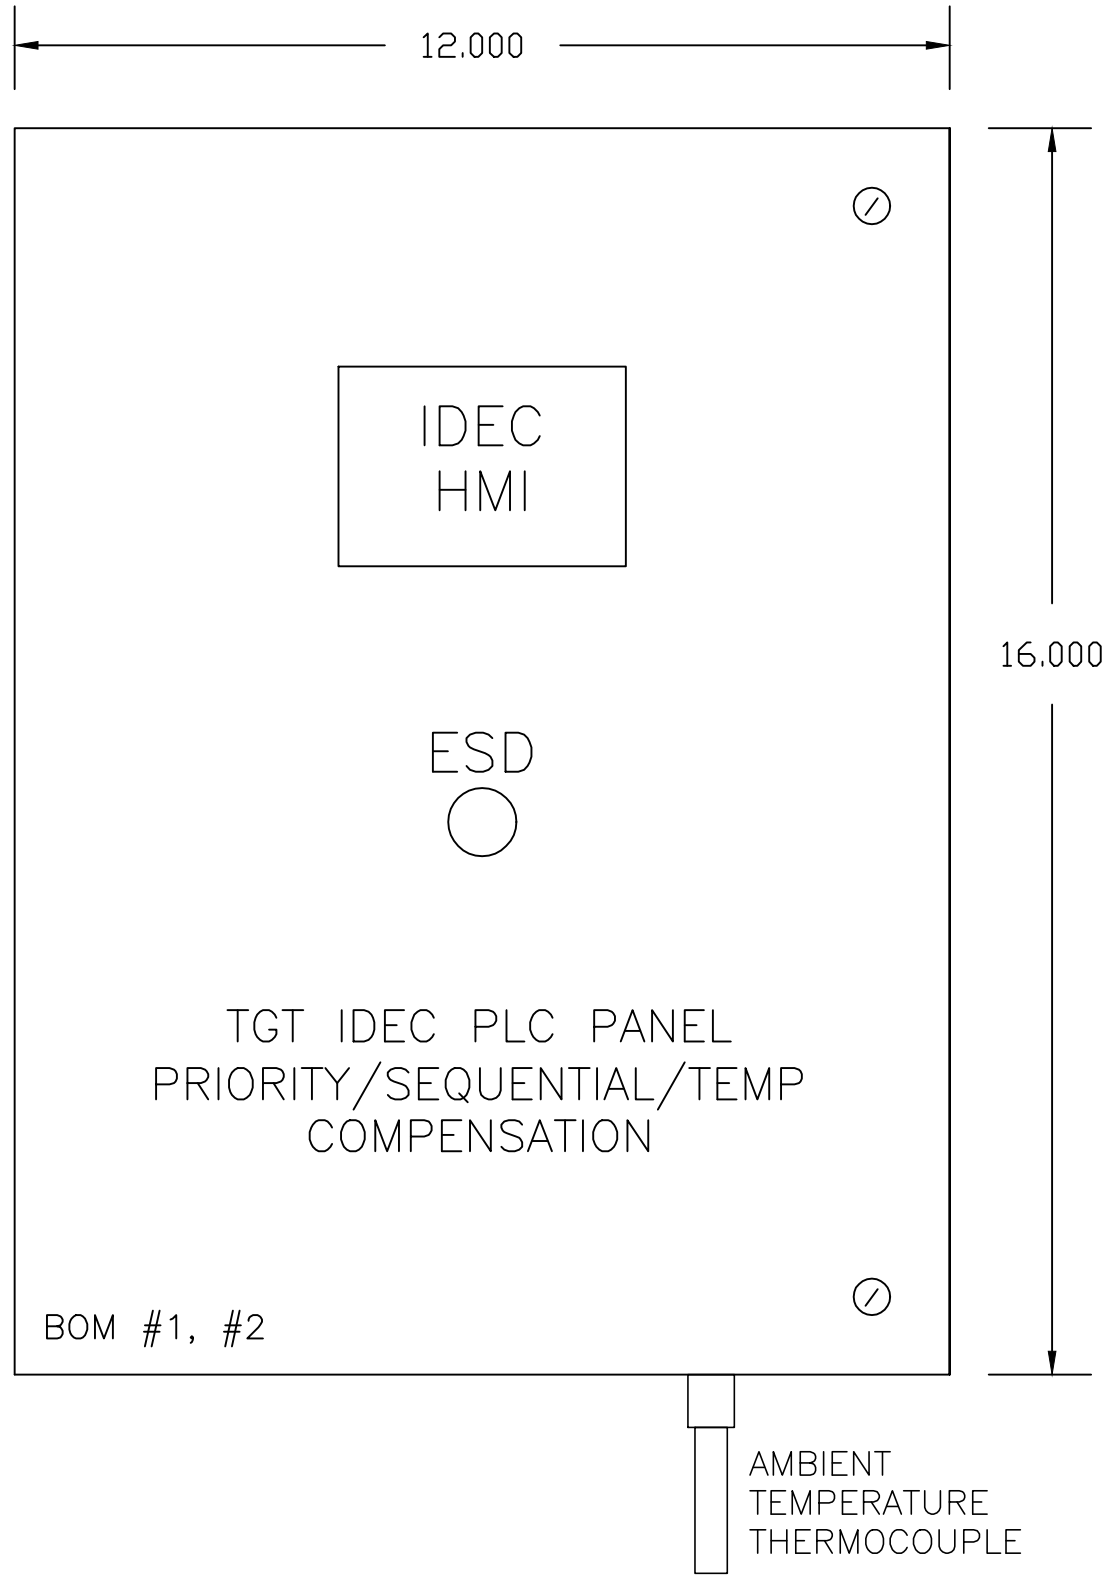 12.000
IDEC
HMI
16.000
ESD
TGT IDEC PLC PANEL
PRIORITY/SEQUENTIAL/TEMP
COMPENSATION
BOM #1, #2
AMBIENT
TEMPERATURE
THERMOCOUPLE